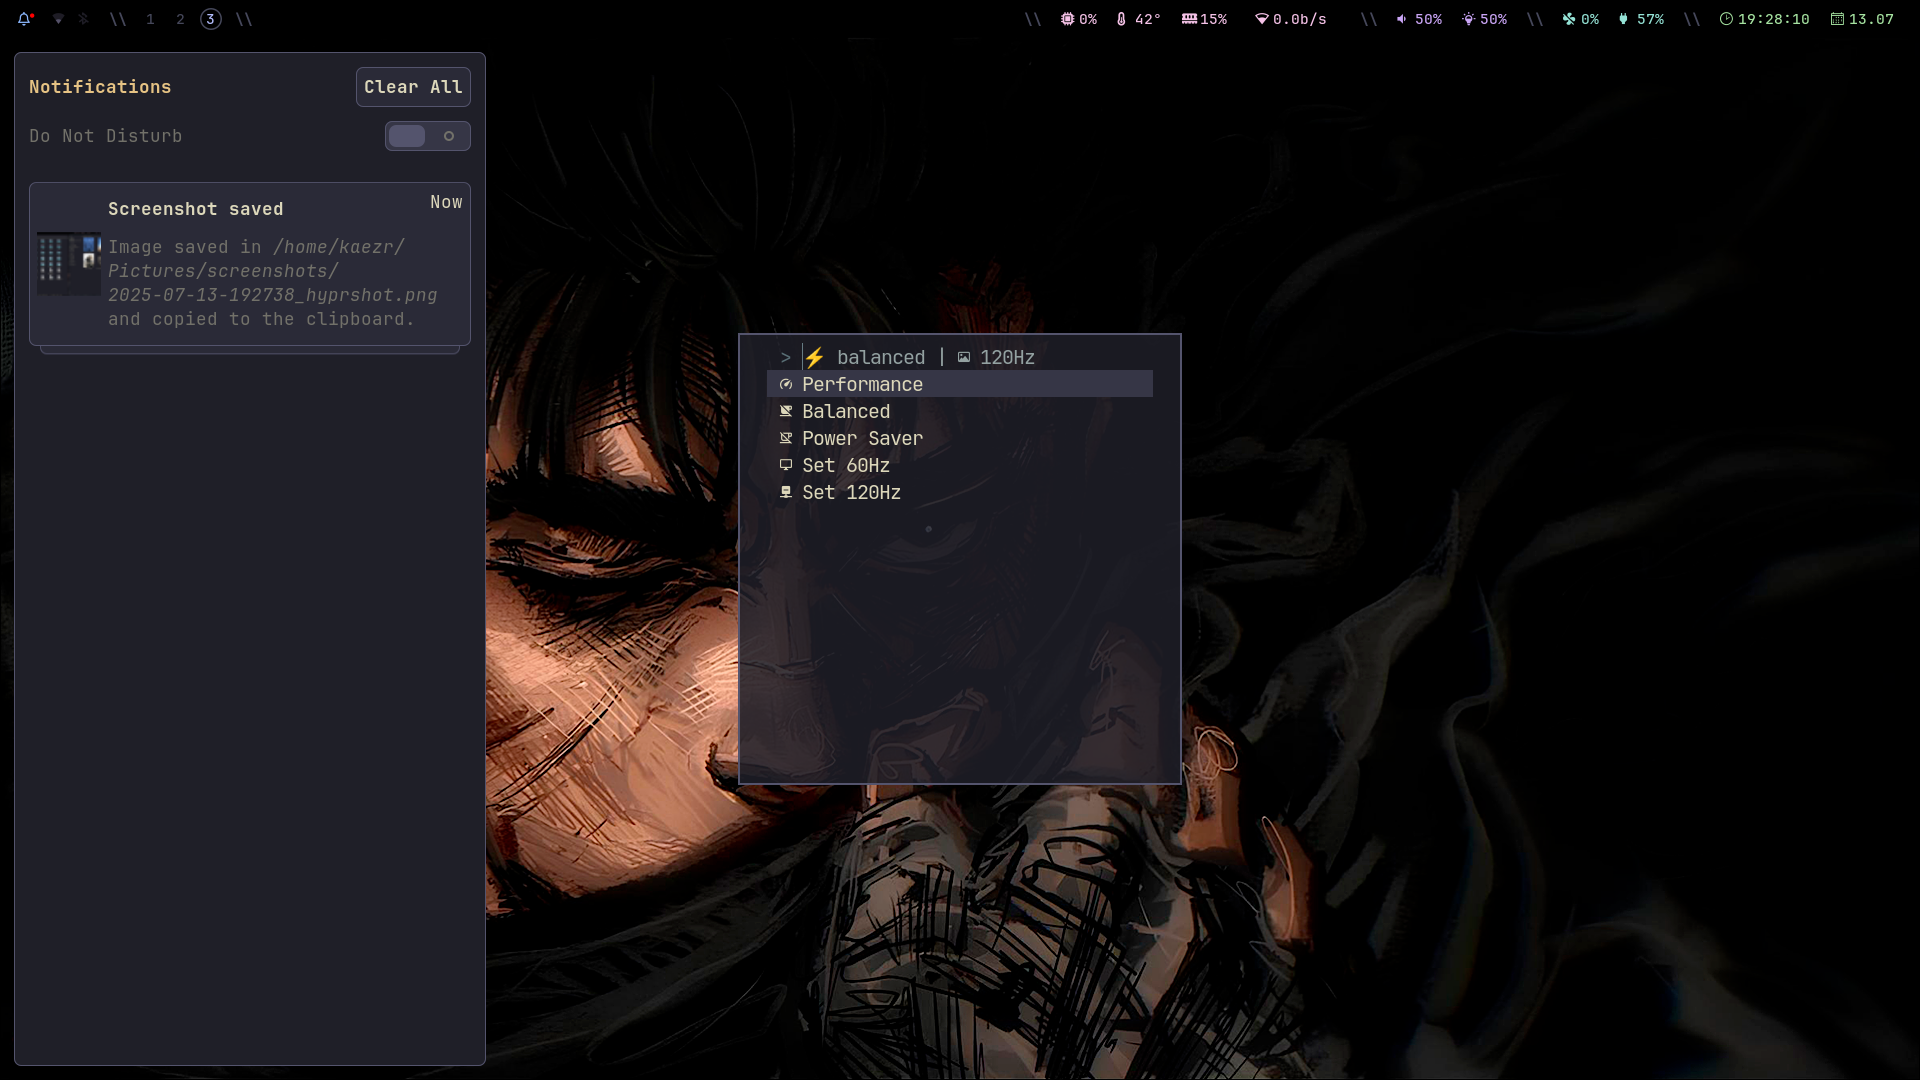 \\ 1 2 3 \\
\\ 0% 42° 15% 0.0b/s \\ 50% 50% \\ 0% 57% \\ 19:28:10 13.07
Notifications Clear All
Do Not Disturb
Screenshot saved Now
Image saved in /home/kaezr/
Pictures/screenshots/
2025-07-13-192738_hyprshot.png
and copied to the clipboard.
> ⚡ balanced | 120Hz
Performance
Balanced
Power Saver
Set 60Hz
Set 120Hz